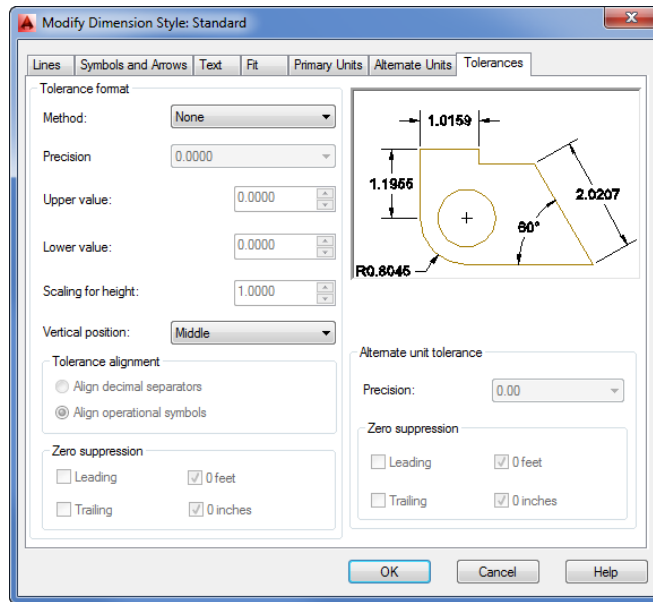 Modify Dimension Style: Standard
Lines Symbols and Arrows Text Fit Primary Units Alternate Units Tolerances
Tolerance format
Method: None
Precision 0.0000
Upper value: 0.0000
Lower value: 0.0000
Scaling for height: 1.0000
Vertical position: Middle
Tolerance alignment
Align decimal separators
Align operational symbols
Zero suppression
Leading 0 feet
Trailing 0 inches
1.0159
1.1955
2.0207
60°
R0.8045
Alternate unit tolerance
Precision: 0.00
Zero suppression
Leading 0 feet
Trailing 0 inches
OK Cancel Help